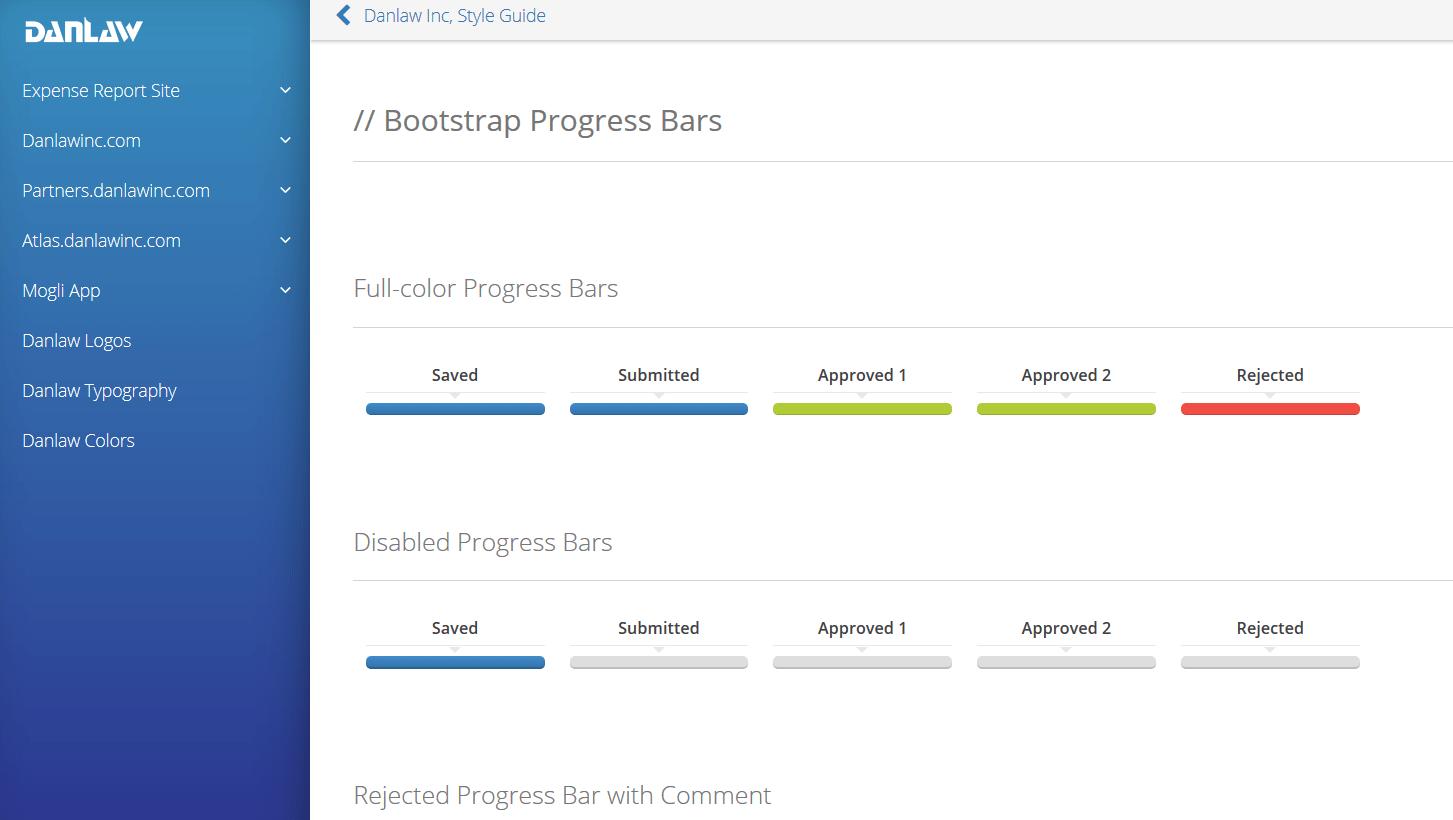 DANLAW
Expense Report Site
Danlawinc.com
Partners.danlawinc.com
Atlas.danlawinc.com
Mogli App
Danlaw Logos
Danlaw Typography
Danlaw Colors
Danlaw Inc, Style Guide
// Bootstrap Progress Bars
Full-color Progress Bars
Saved Submitted Approved 1 Approved 2 Rejected
Disabled Progress Bars
Saved Submitted Approved 1 Approved 2 Rejected
Rejected Progress Bar with Comment